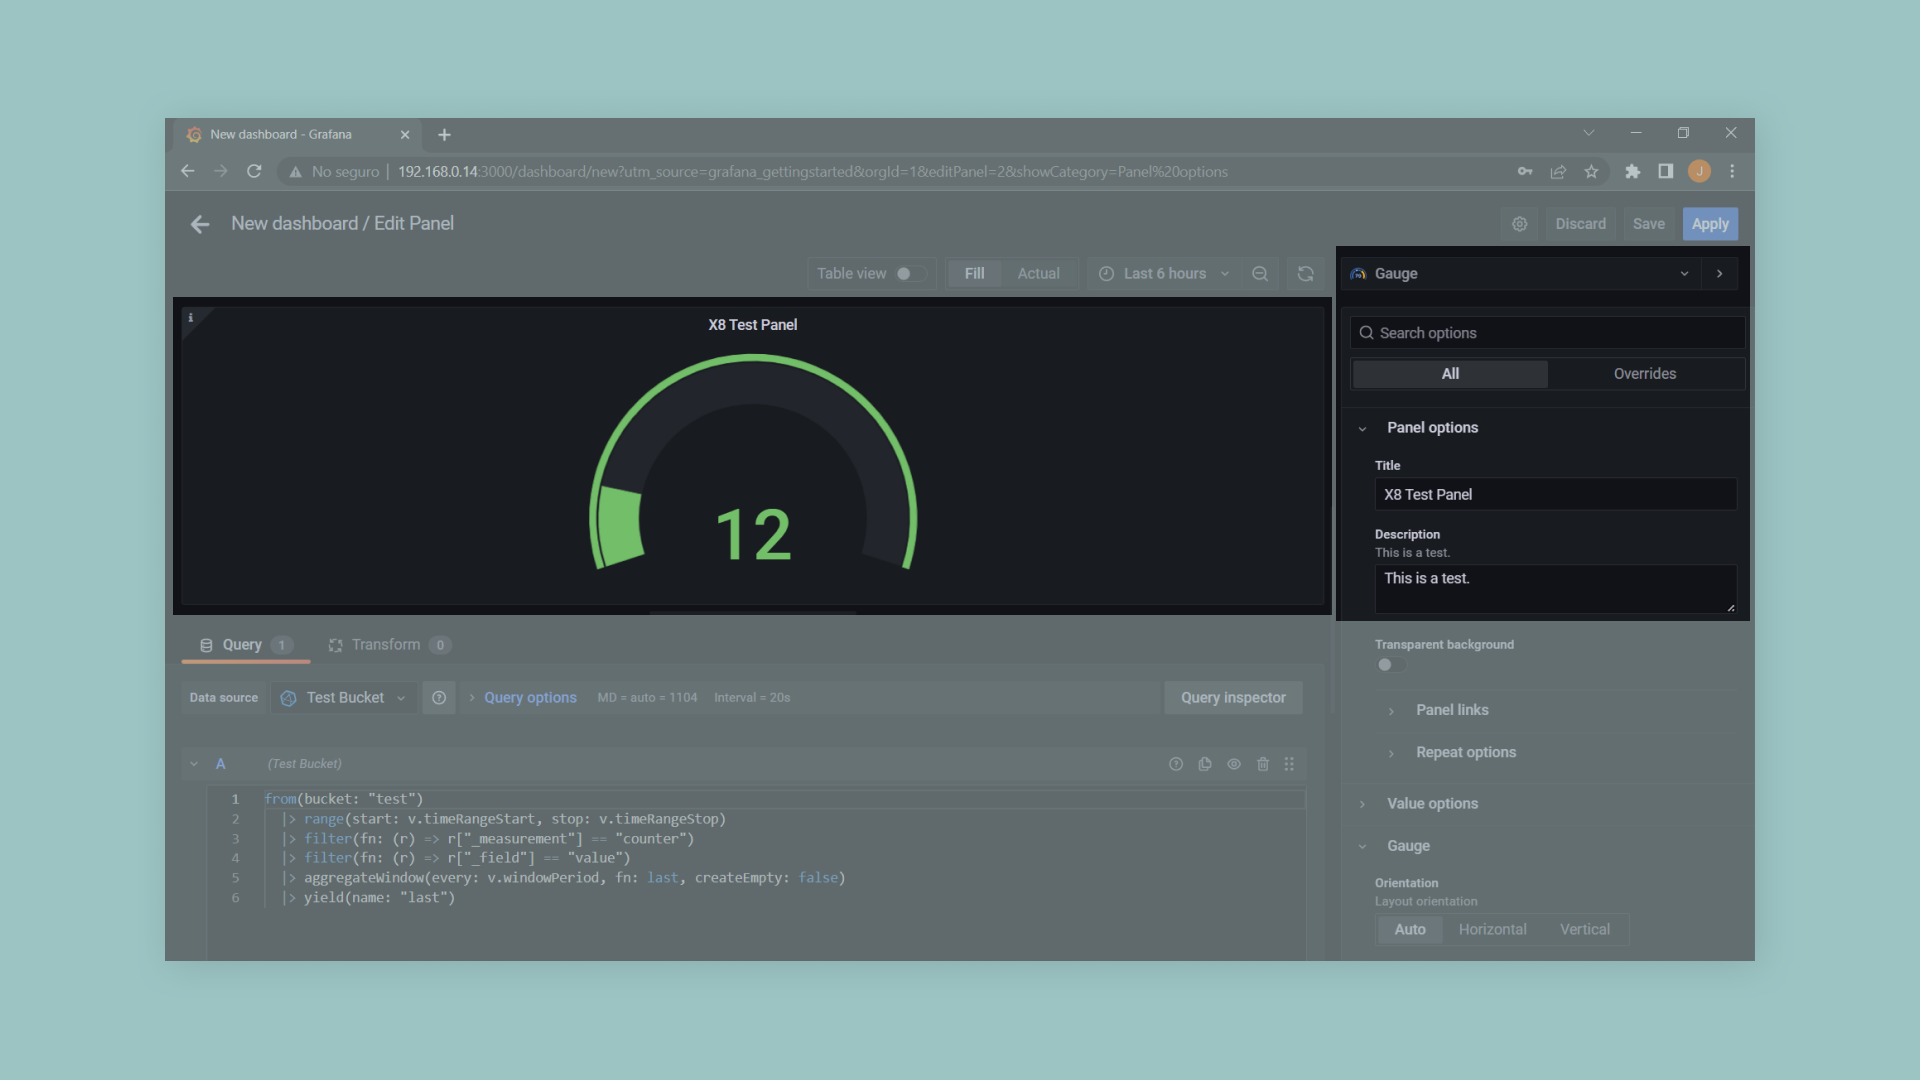 New dashboard - Grafana
No seguro | 192.168.0.14:3000/dashboard/new?utm_source=grafana_gettingstarted&orgId=1&editPanel=2&showCategory=Panel%20options
J
New dashboard / Edit Panel
Discard
Save
Apply
Table view
Fill
Actual
Last 6 hours
Gauge
X8 Test Panel
12
Search options
All
Overrides
Panel options
Title
X8 Test Panel
Description
This is a test.
This is a test.
Transparent background
Panel links
Repeat options
Value options
Gauge
Orientation
Layout orientation
Auto
Horizontal
Vertical
Query 1
Transform 0
Data source
Test Bucket
Query options
MD = auto = 1104
Interval = 20s
Query inspector
A
(Test Bucket)
1 from(bucket: "test")
2 |> range(start: v.timeRangeStart, stop: v.timeRangeStop)
3 |> filter(fn: (r) => r["_measurement"] == "counter")
4 |> filter(fn: (r) => r["_field"] == "value")
5 |> aggregateWindow(every: v.windowPeriod, fn: last, createEmpty: false)
6 |> yield(name: "last")